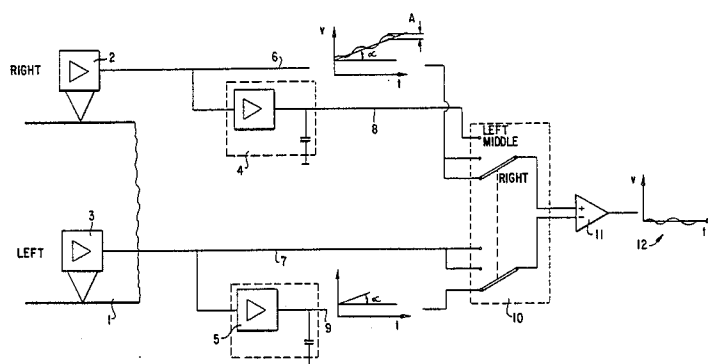 RIGHT
2
6
V
A
α
t
4
8
LEFT
MIDDLE
RIGHT
LEFT
3
1
7
5
9
α
t
10
+
−
11
V
t
12